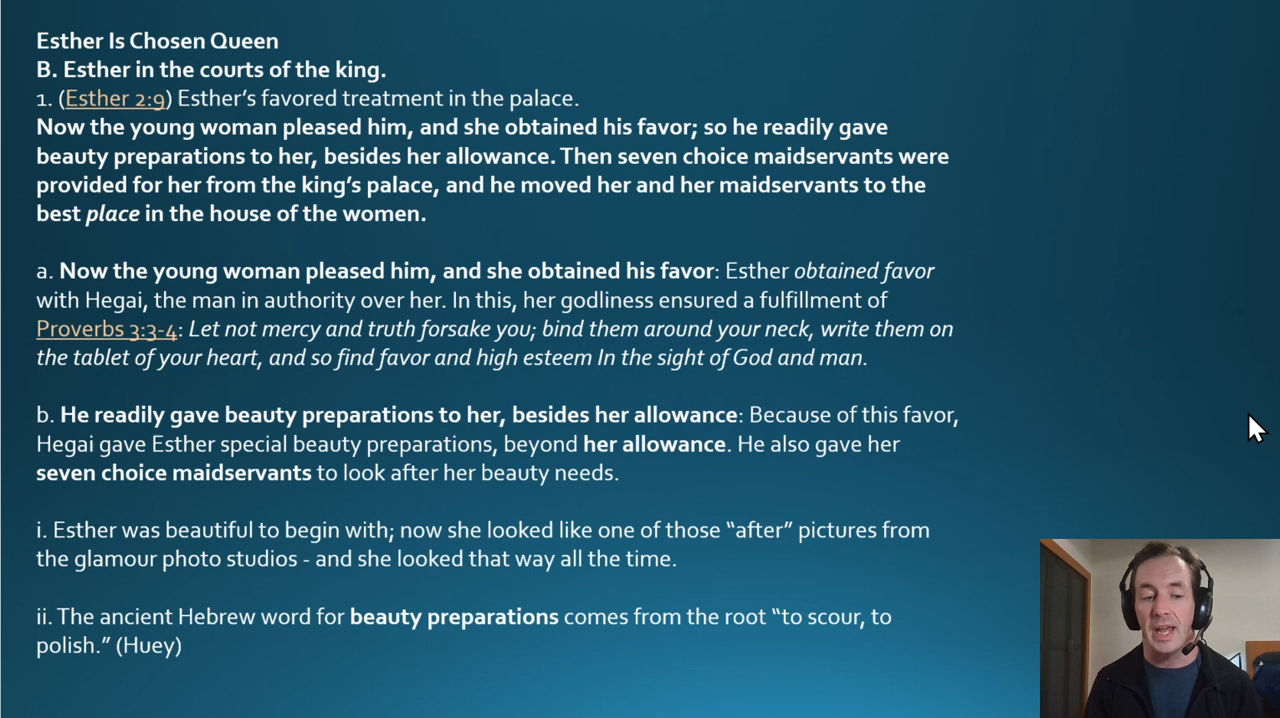 Esther Is Chosen Queen
B. Esther in the courts of the king.
1. (Esther 2:9) Esther’s favored treatment in the palace.
Now the young woman pleased him, and she obtained his favor; so he readily gave
beauty preparations to her, besides her allowance. Then seven choice maidservants were
provided for her from the king’s palace, and he moved her and her maidservants to the
best place in the house of the women.
a. Now the young woman pleased him, and she obtained his favor: Esther obtained favor
with Hegai, the man in authority over her. In this, her godliness ensured a fulfillment of
Proverbs 3:3-4: Let not mercy and truth forsake you; bind them around your neck, write them on
the tablet of your heart, and so find favor and high esteem In the sight of God and man.
b. He readily gave beauty preparations to her, besides her allowance: Because of this favor,
Hegai gave Esther special beauty preparations, beyond her allowance. He also gave her
seven choice maidservants to look after her beauty needs.
i. Esther was beautiful to begin with; now she looked like one of those “after” pictures from
the glamour photo studios - and she looked that way all the time.
ii. The ancient Hebrew word for beauty preparations comes from the root “to scour, to
polish.” (Huey)